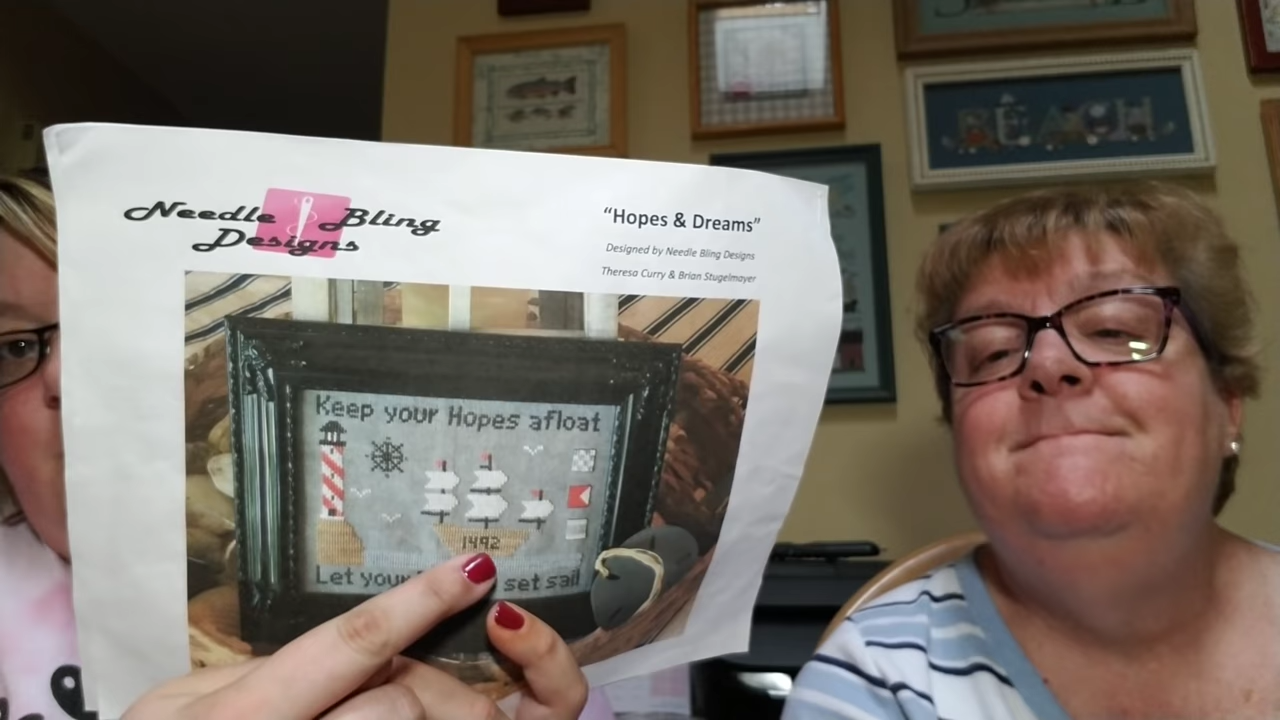 Needle Bling
Designs
"Hopes & Dreams"
Designed by Needle Bling Designs
Theresa Curry & Brian Stugelmayer
Keep your Hopes afloat
1492
Let your set sail
BEACH